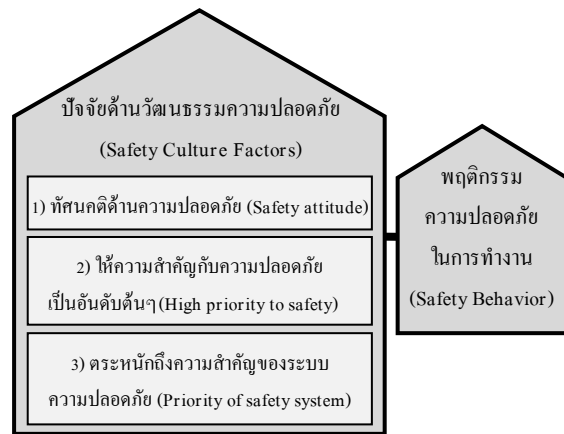 ปัจจัยด้านวัฒนธรรมความปลอดภัย
(Safety Culture Factors)
1) ทัศนคติด้านความปลอดภัย (Safety attitude)
2) ให้ความสำคัญกับความปลอดภัย
เป็นอันดับต้นๆ (High priority to safety)
3) ตระหนักถึงความสำคัญของระบบ
ความปลอดภัย (Priority of safety system)
พฤติกรรม
ความปลอดภัย
ในการทำงาน
(Safety Behavior)